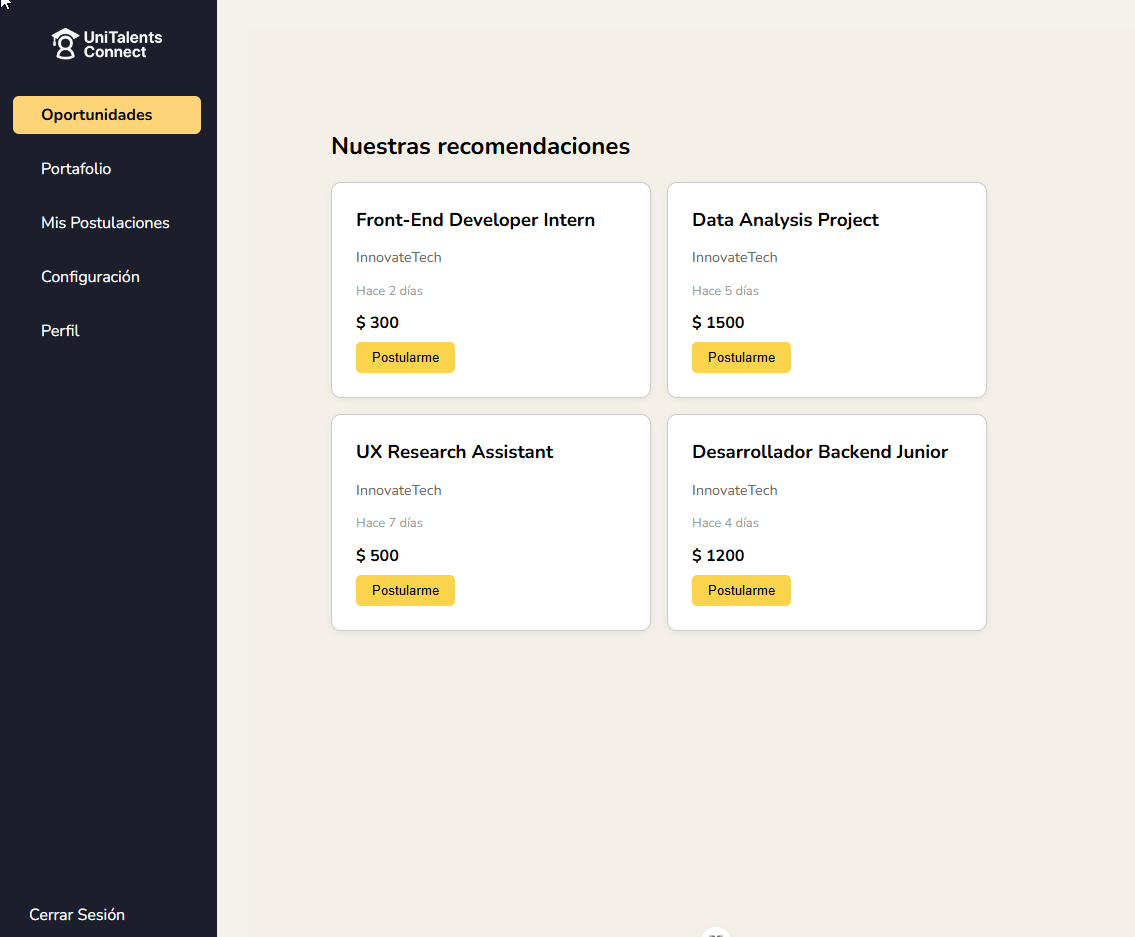 UniTalents
Connect
Oportunidades
Portafolio
Mis Postulaciones
Configuración
Perfil
Cerrar Sesión
Nuestras recomendaciones
Front-End Developer Intern
InnovateTech
Hace 2 días
$ 300
Postularme
Data Analysis Project
InnovateTech
Hace 5 días
$ 1500
Postularme
UX Research Assistant
InnovateTech
Hace 7 días
$ 500
Postularme
Desarrollador Backend Junior
InnovateTech
Hace 4 días
$ 1200
Postularme